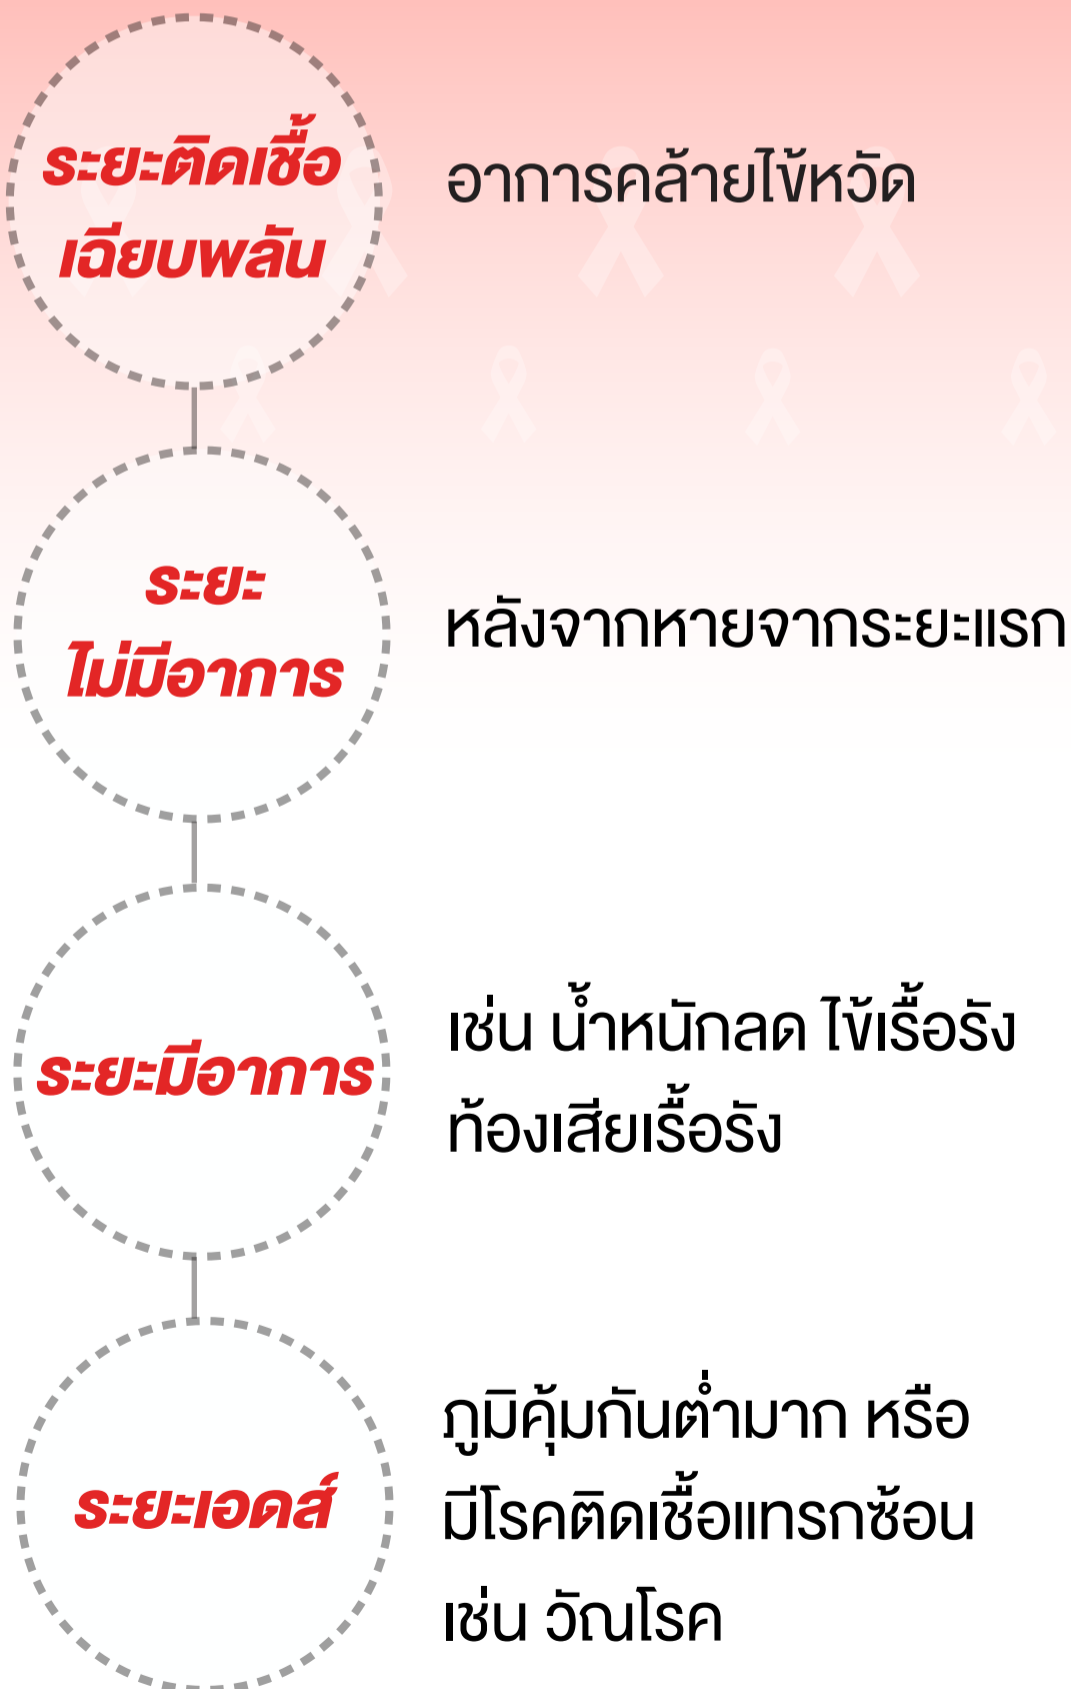 ระยะติดเชื้อ
เฉียบพลัน
อาการคล้ายไข้หวัด
ระยะ
ไม่มีอาการ
หลังจากหายจากระยะแรก
ระยะมีอาการ
เช่น น้ำหนักลด ไข้เรื้อรัง
ท้องเสียเรื้อรัง
ระยะเอดส์
ภูมิคุ้มกันต่ำมาก หรือ
มีโรคติดเชื้อแทรกซ้อน
เช่น วัณโรค